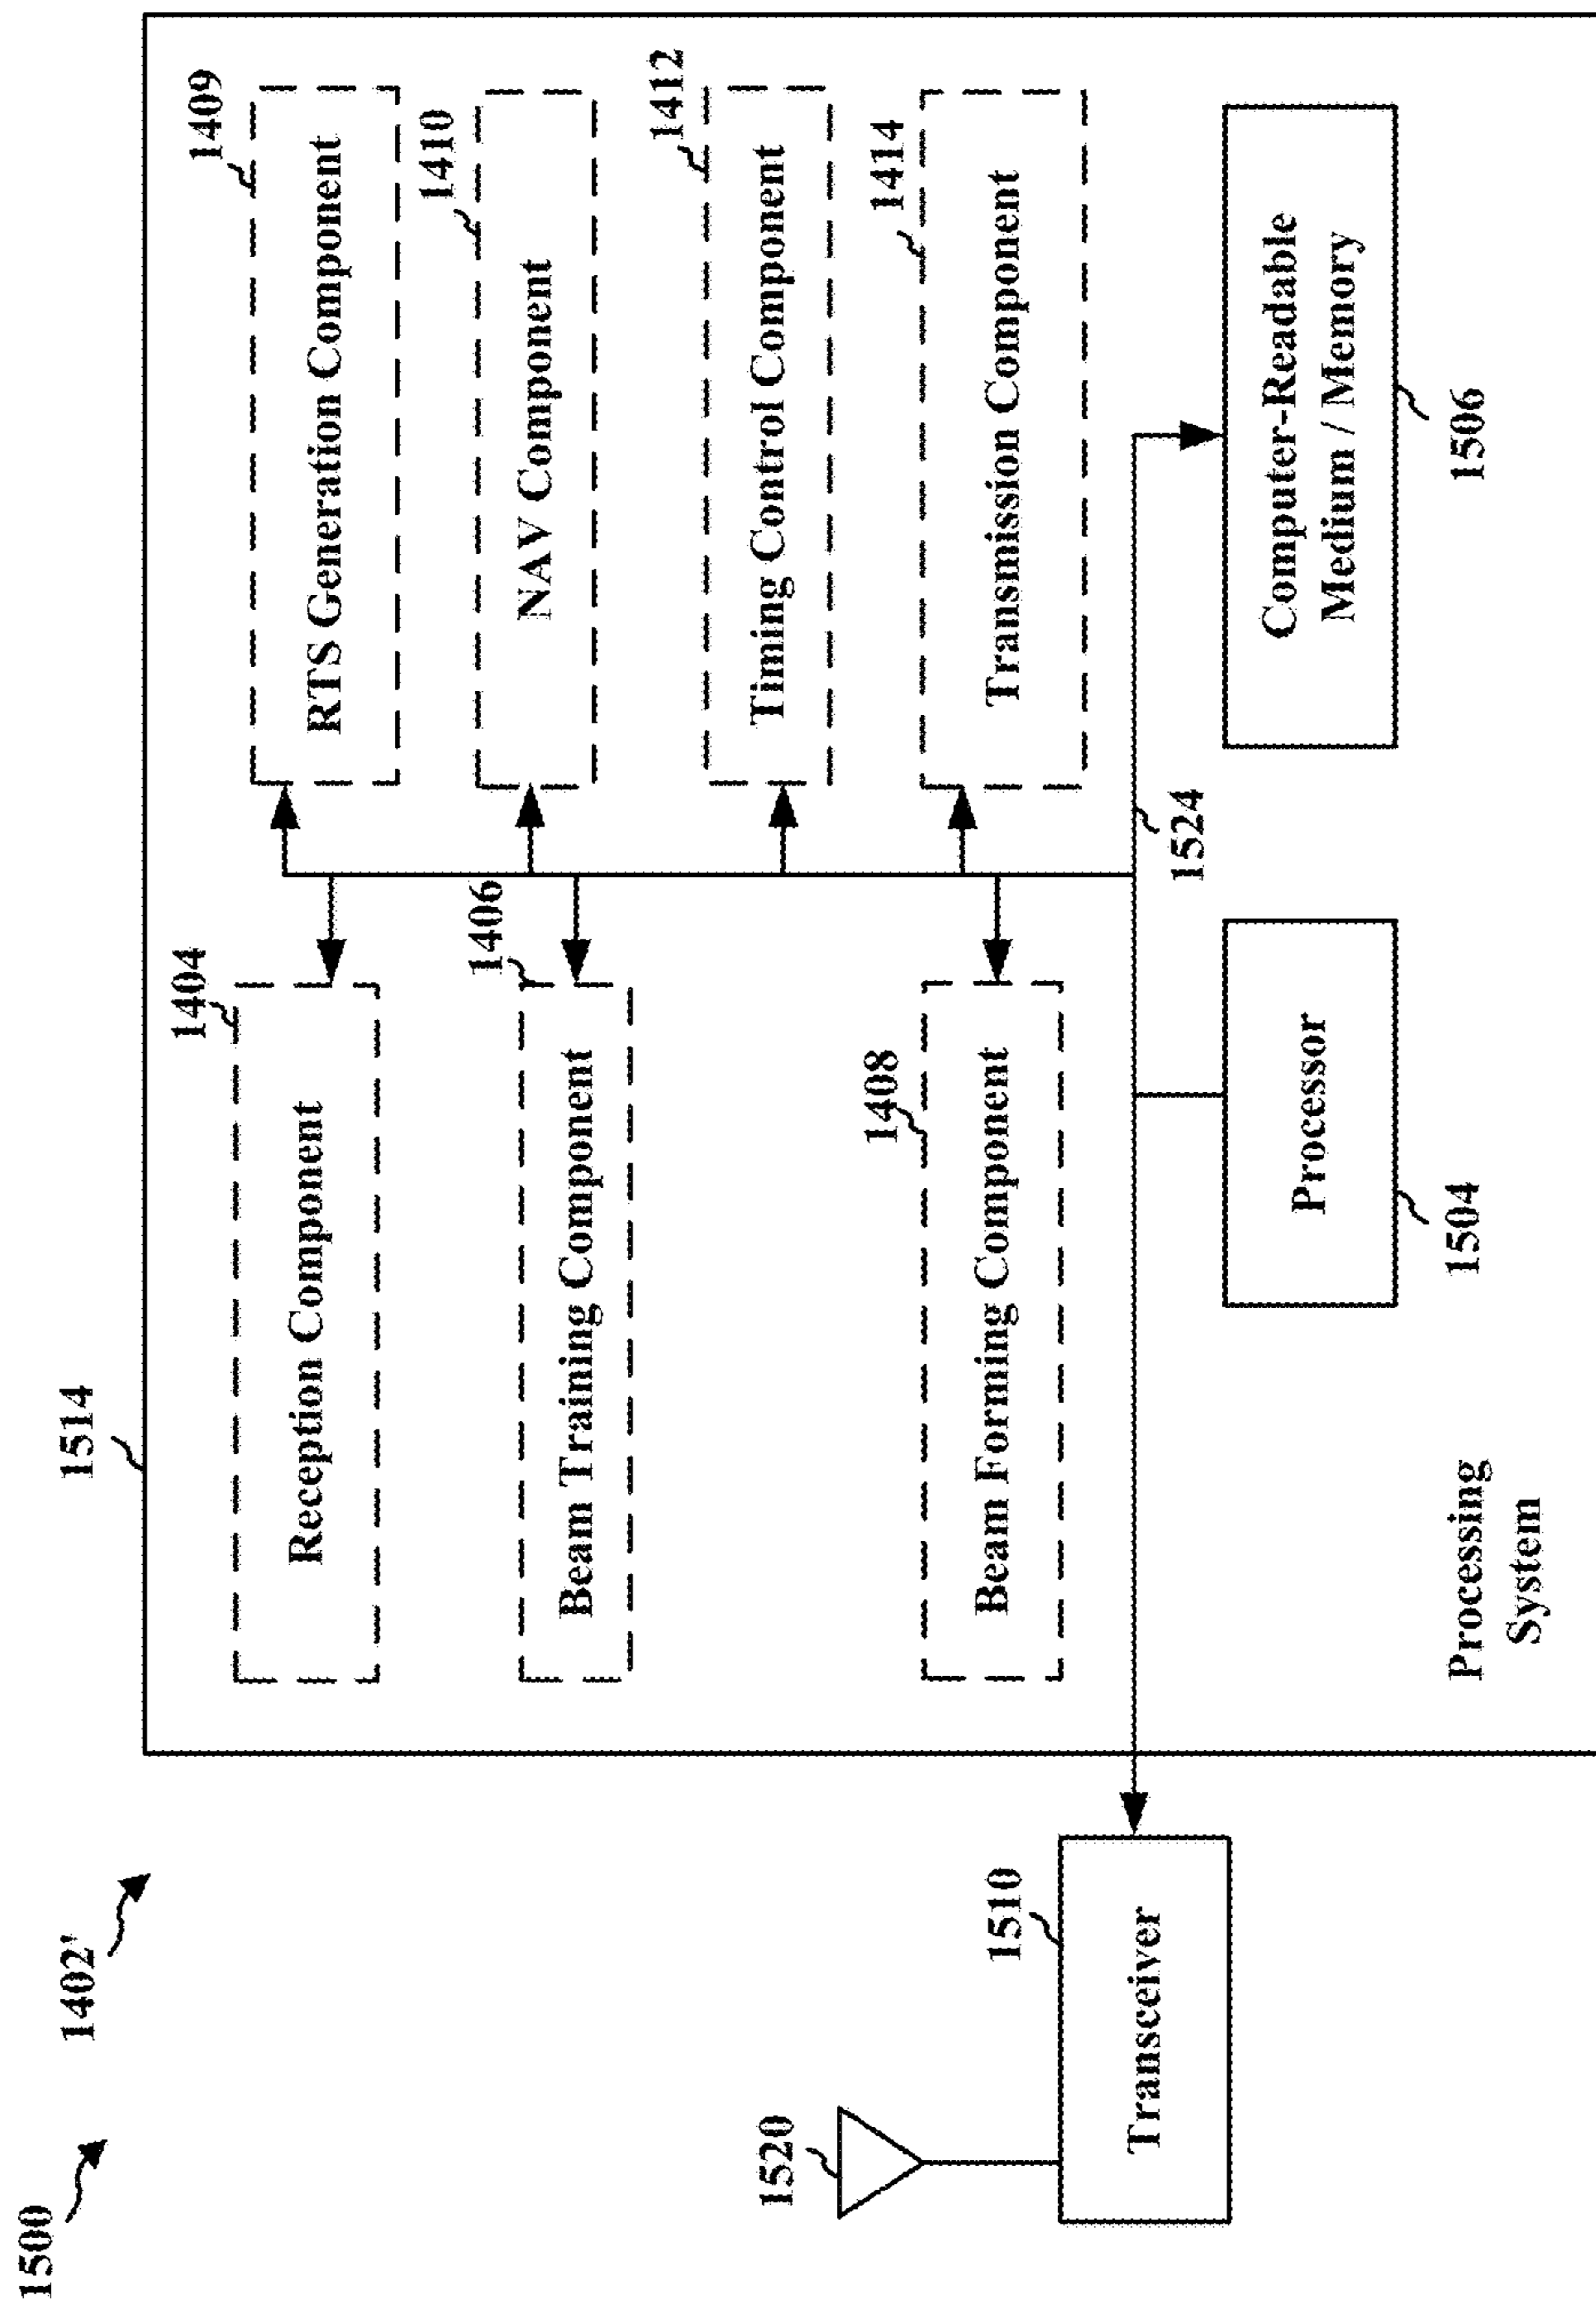 1500
1402'
1514
1404
Reception Component
1409
RTS Generation Component
1406
Beam Training Component
1410
NAV Component
1412
Timing Control Component
1408
Beam Forming Component
1414
Transmission Component
1520
1510
Transceiver
1524
Processor
1504
Computer-Readable
Medium / Memory
1506
Processing
System